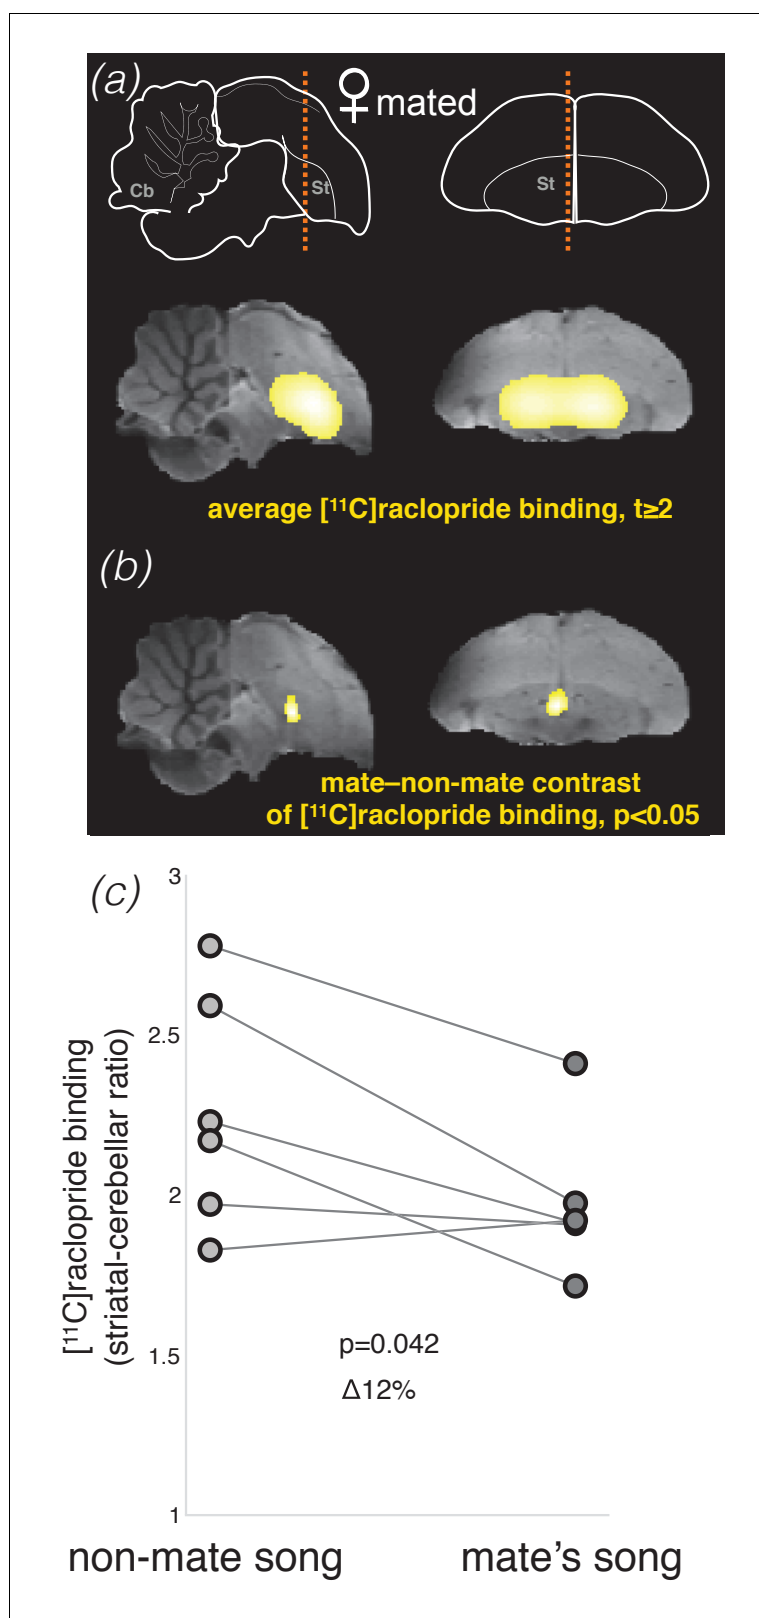 (a)
♀ mated
Cb
St
St
average [¹¹C]raclopride binding, t≥2
(b)
mate–non-mate contrast
of [¹¹C]raclopride binding, p<0.05
(c)
3
2.5
2
1.5
1
[¹¹C]raclopride binding
(striatal-cerebellar ratio)
p=0.042
Δ12%
non-mate song
mate's song